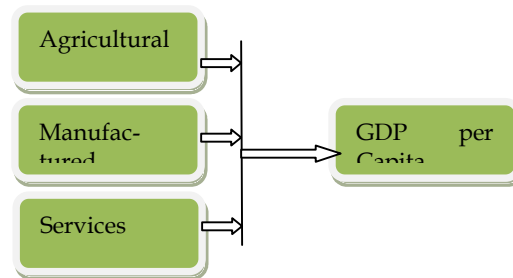 Agricultural
Manufac-
tured
Services
GDP per
Capita